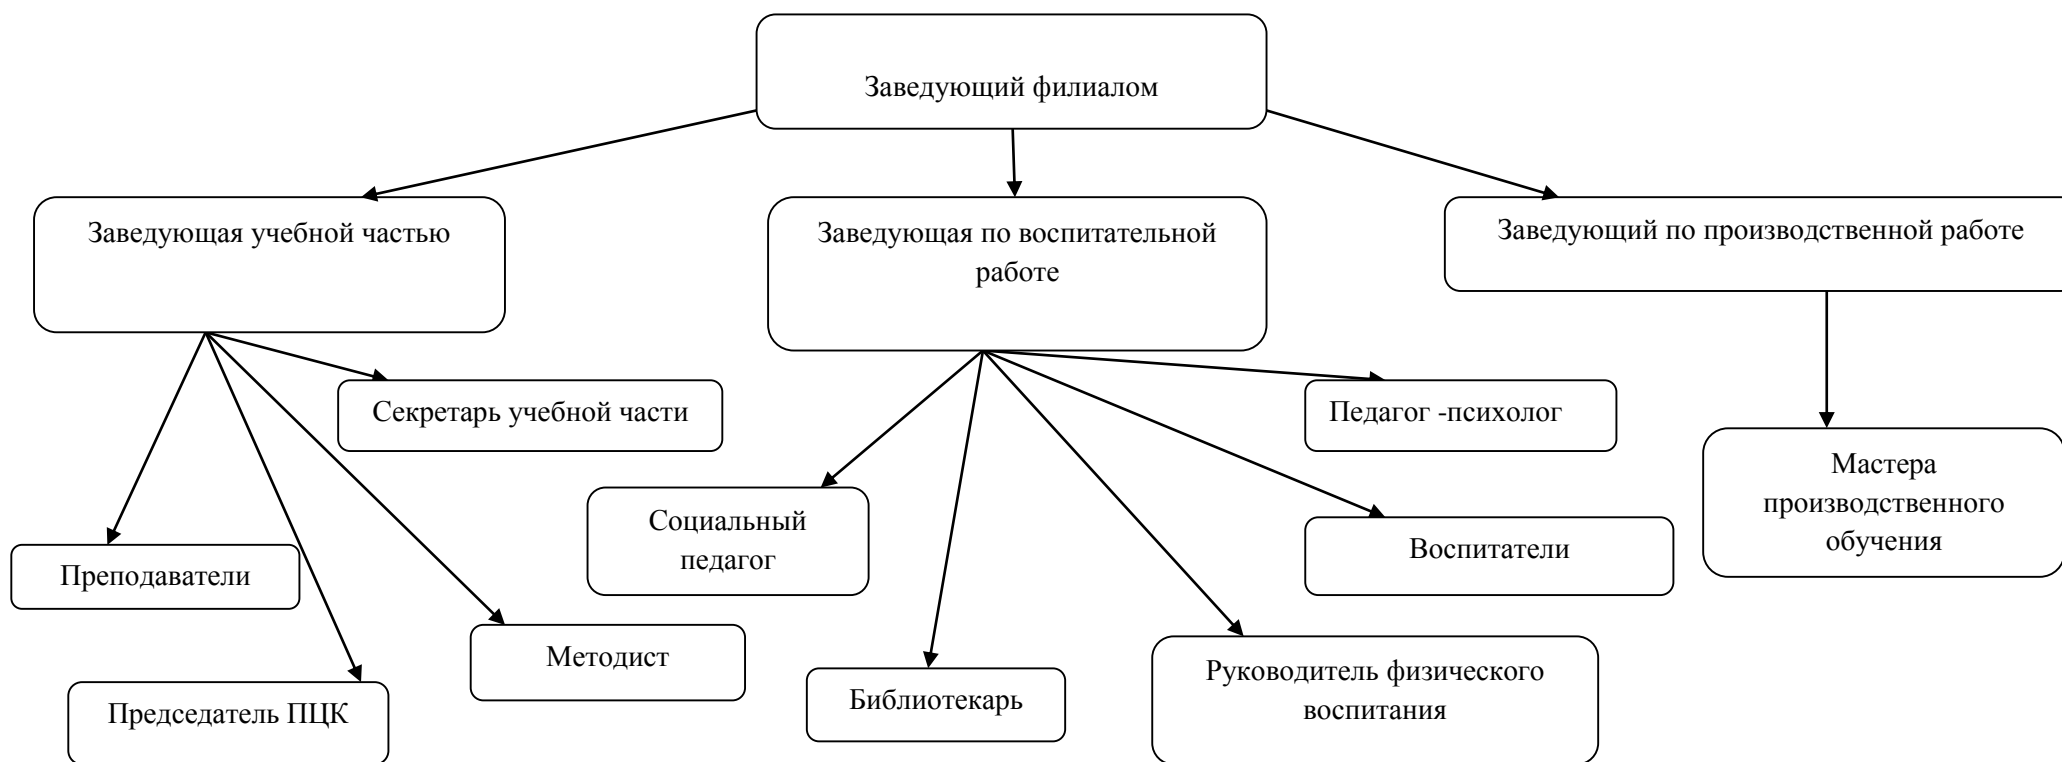 Заведующий филиалом
Заведующая учебной частью
Заведующая по воспитательной
работе
Заведующий по производственной работе
Секретарь учебной части
Педагог -психолог
Мастера
производственного
обучения
Социальный
педагог
Воспитатели
Преподаватели
Методист
Руководитель физического
воспитания
Библиотекарь
Председатель ПЦК